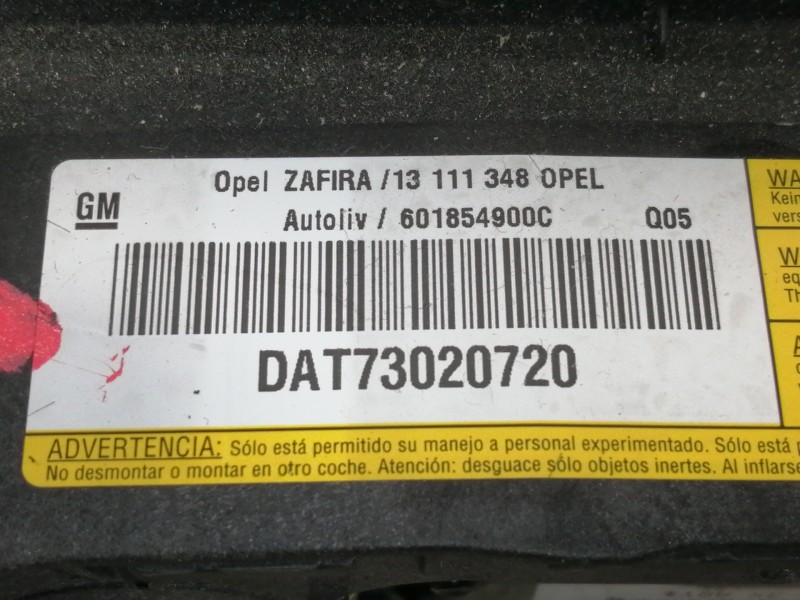 GM
Opel ZAFIRA /13 111 348 OPEL
Autoliv / 601854900C Q05
DAT73020720
ADVERTENCIA: Sólo está permitido su manejo a personal experimentado. Sólo está
No desmontar o montar en otro coche. Atención: desguace sólo objetos inertes. Al inflarse